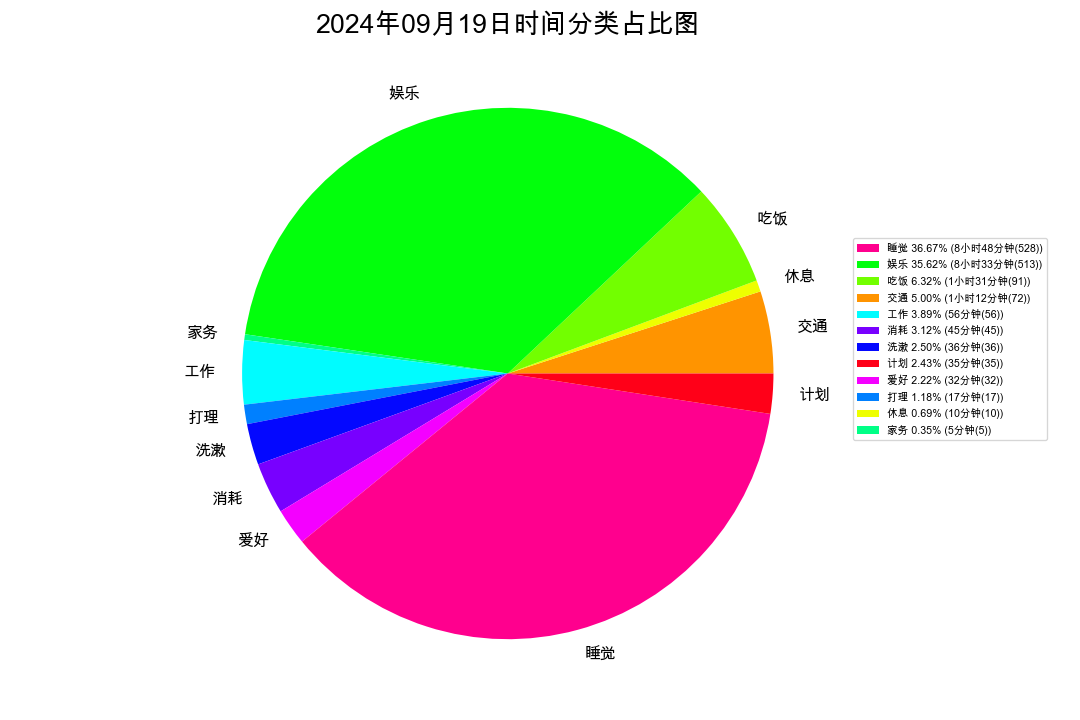 2024年09月19日时间分类占比图
娱乐
吃饭
休息
交通
家务
工作
计划
打理
洗漱
消耗
爱好
睡觉
睡觉 36.67% (8小时48分钟(528))
娱乐 35.62% (8小时33分钟(513))
吃饭 6.32% (1小时31分钟(91))
交通 5.00% (1小时12分钟(72))
工作 3.89% (56分钟(56))
消耗 3.12% (45分钟(45))
洗漱 2.50% (36分钟(36))
计划 2.43% (35分钟(35))
爱好 2.22% (32分钟(32))
打理 1.18% (17分钟(17))
休息 0.69% (10分钟(10))
家务 0.35% (5分钟(5))